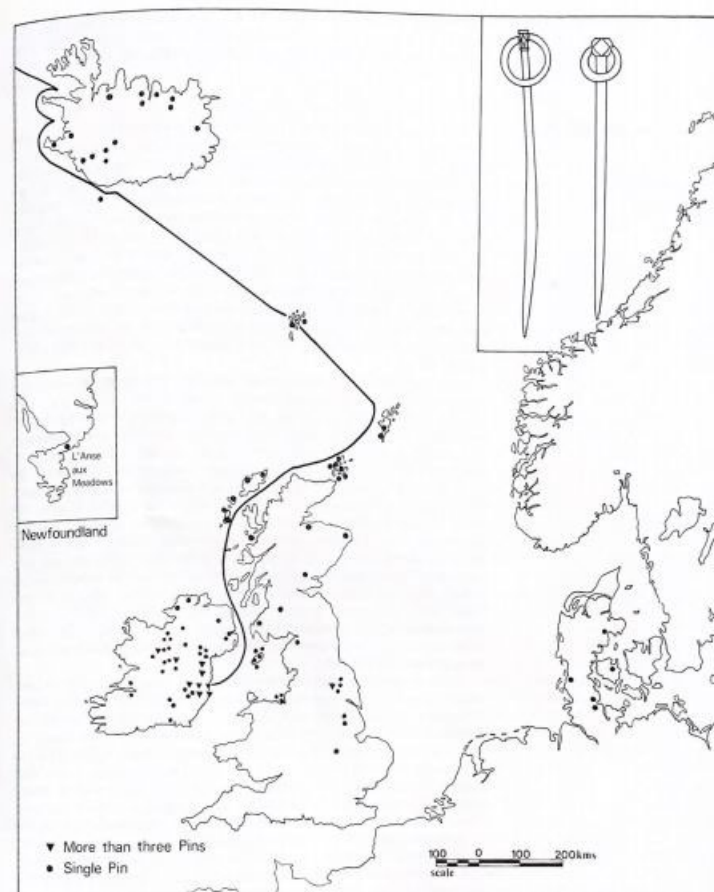 L'Anse
aux
Meadows
Newfoundland
▼ More than three Pins
● Single Pin
100 0 100 200kms
scale